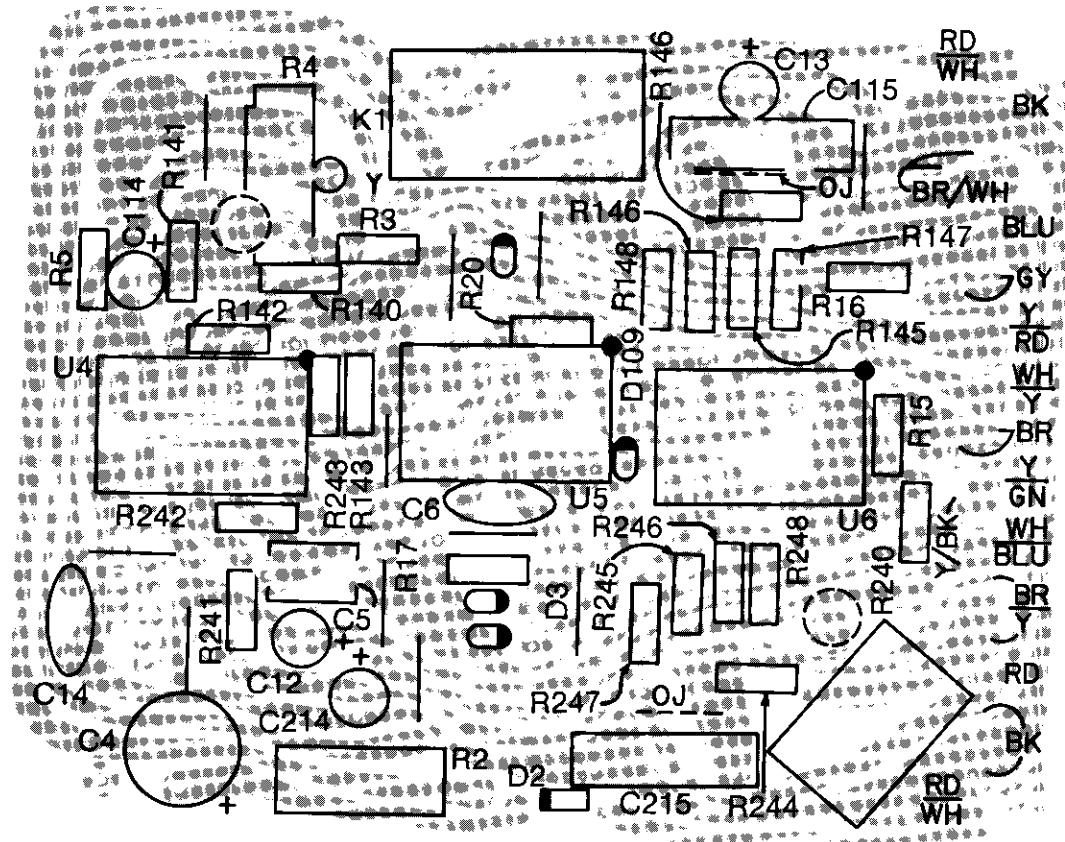 R4
K1
R146
+
C13
C115
RD
WH
BK
R141
C114
+
Y
OJ
BR/WH
R5
R3
R146
R147
BLU
R20
R148
GY
R142
R140
R16
Y
RD
R145
U4
D109
WH
Y
R15
BR
R243
R143
Y
GN
R242
C6
U5
R246
U6
WH
BLU
R17
R248
Y/BK
R240
R241
C5
D3
R245
BR
Y
+
+
C14
C12
R247
OJ
RD
C214
C4
+
R2
D2
C215
R244
BK
RD
WH